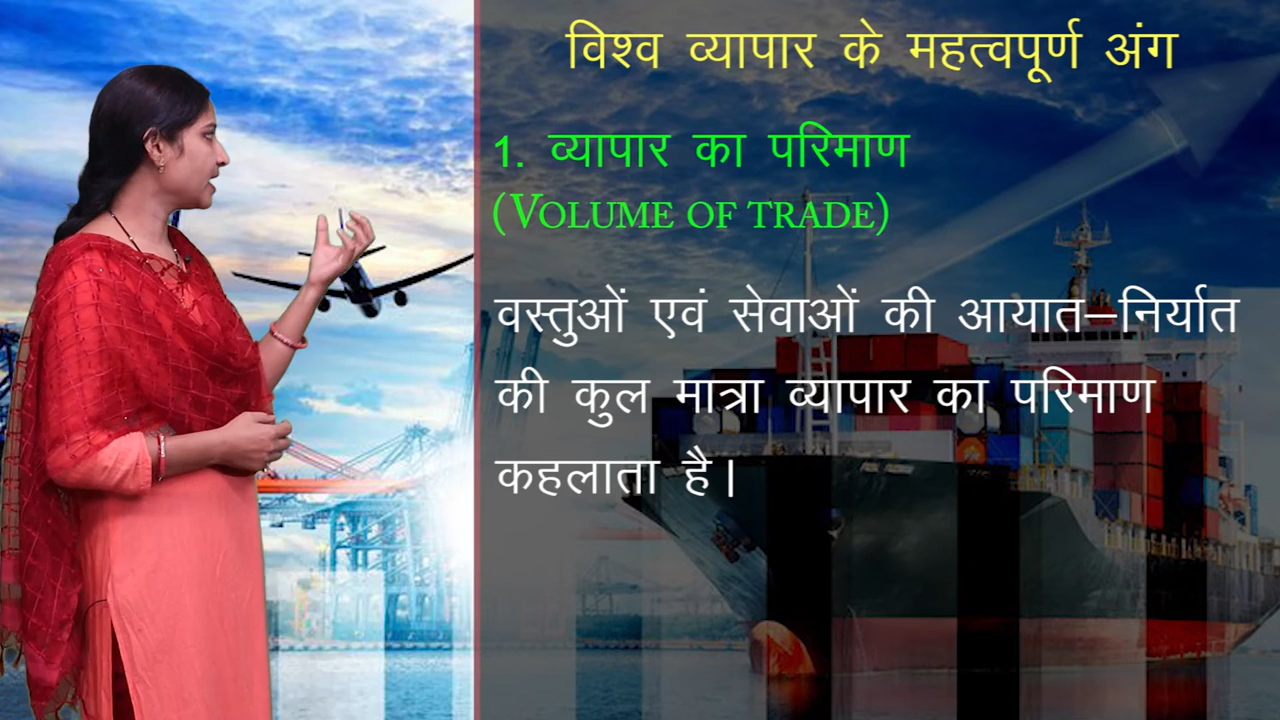 विश्व व्यापार के महत्वपूर्ण अंग
1. व्यापार का परिमाण
(VOLUME OF TRADE)
वस्तुओं एवं सेवाओं की आयात–निर्यात
की कुल मात्रा व्यापार का परिमाण
कहलाता है।